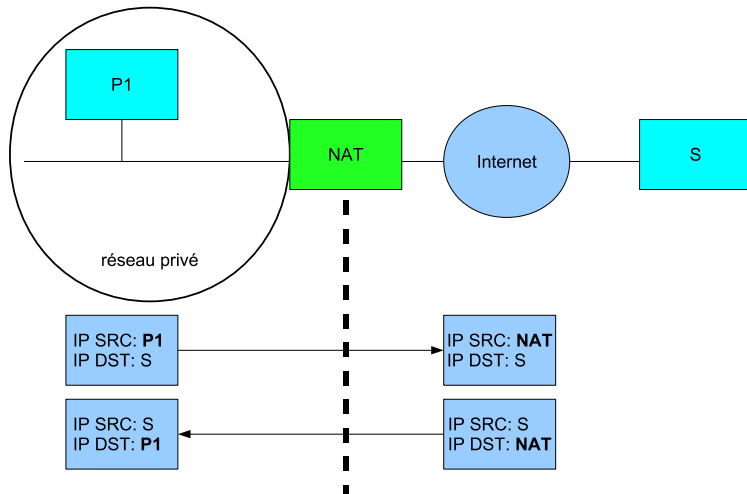 P1
NAT
Internet
S
réseau privé
IP SRC: P1
IP DST: S
IP SRC: NAT
IP DST: S
IP SRC: S
IP DST: P1
IP SRC: S
IP DST: NAT